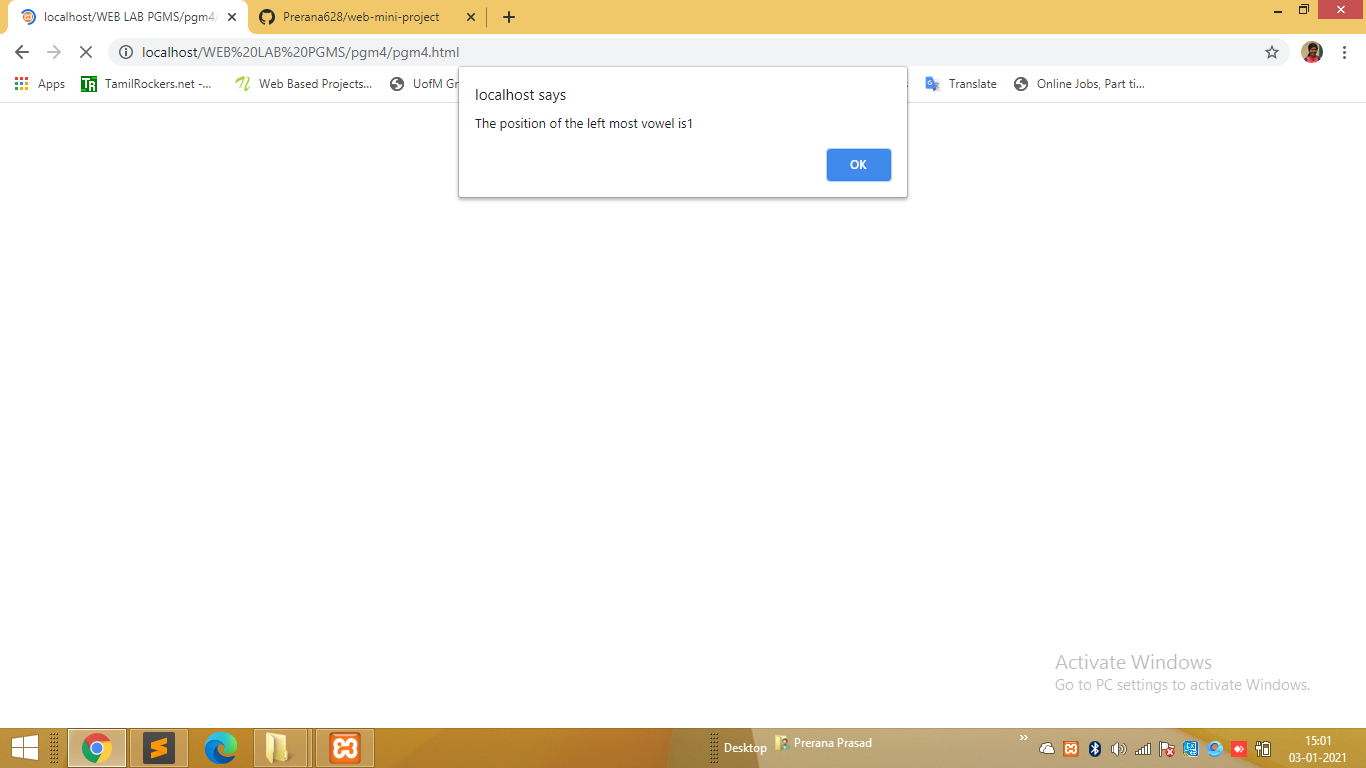 localhost/WEB LAB PGMS/pgm4/
Prerana628/web-mini-project
localhost/WEB%20LAB%20PGMS/pgm4/pgm4.html
Apps
TR
TamilRockers.net -...
Web Based Projects...
UofM Gr
Translate
Online Jobs, Part ti...
localhost says
The position of the left most vowel is1
OK
Activate Windows
Go to PC settings to activate Windows.
Desktop
Prerana Prasad
15:01
03-01-2021